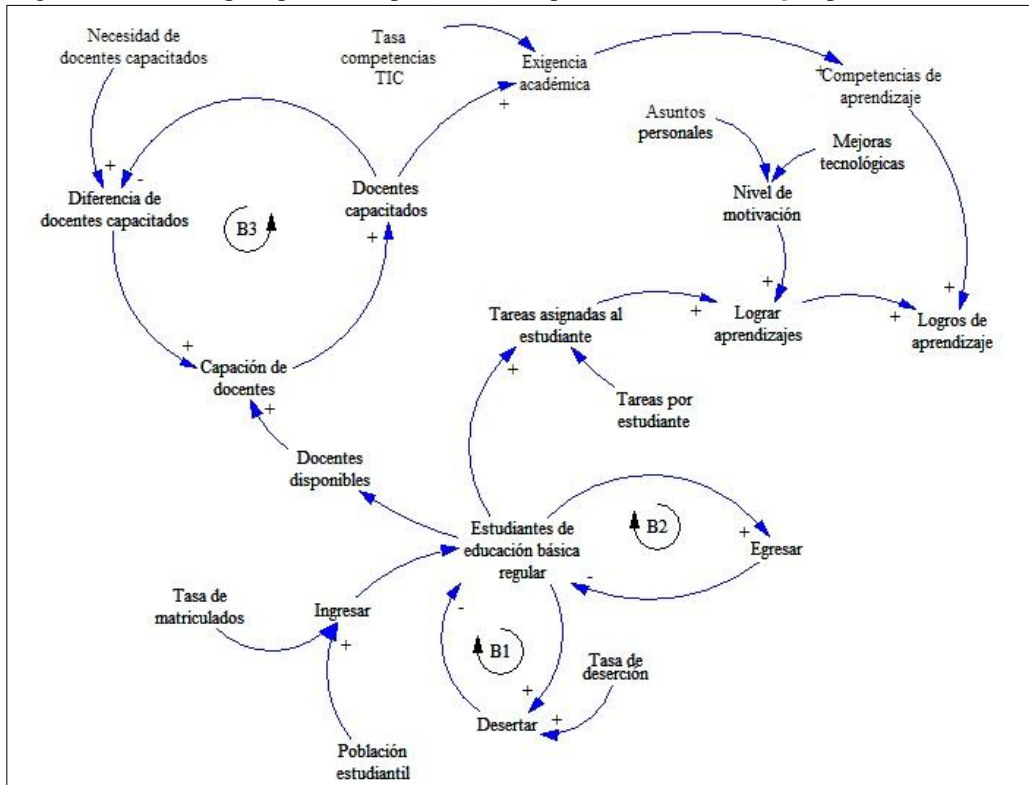 Necesidad de
docentes capacitados
Tasa
competencias
TIC
Exigencia
académica
+
+
Competencias de
aprendizaje
Asuntos
personales
Mejoras
tecnológicas
+
-
Diferencia de
docentes capacitados
B3
Docentes
capacitados
+
Nivel de
motivación
+
+
Tareas asignadas al
estudiante
+
+
Lograr
aprendizajes
+
+
Logros de
aprendizaje
Capación de
docentes
+
Tareas por
estudiante
Docentes
disponibles
Estudiantes de
educación básica
regular
B2
+
Egresar
-
-
Tasa de
matriculados
Ingresar
+
B1
Tasa de
deserción
+
+
Desertar
Población
estudiantil